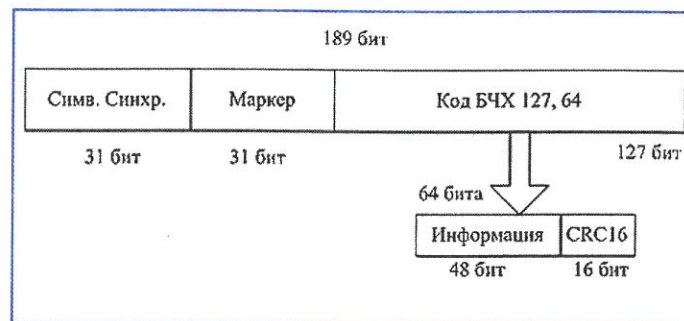 189 бит
Симв. Синхр. Маркер Код БЧХ 127, 64
31 бит 31 бит 127 бит
64 бита
Информация CRC16
48 бит 16 бит